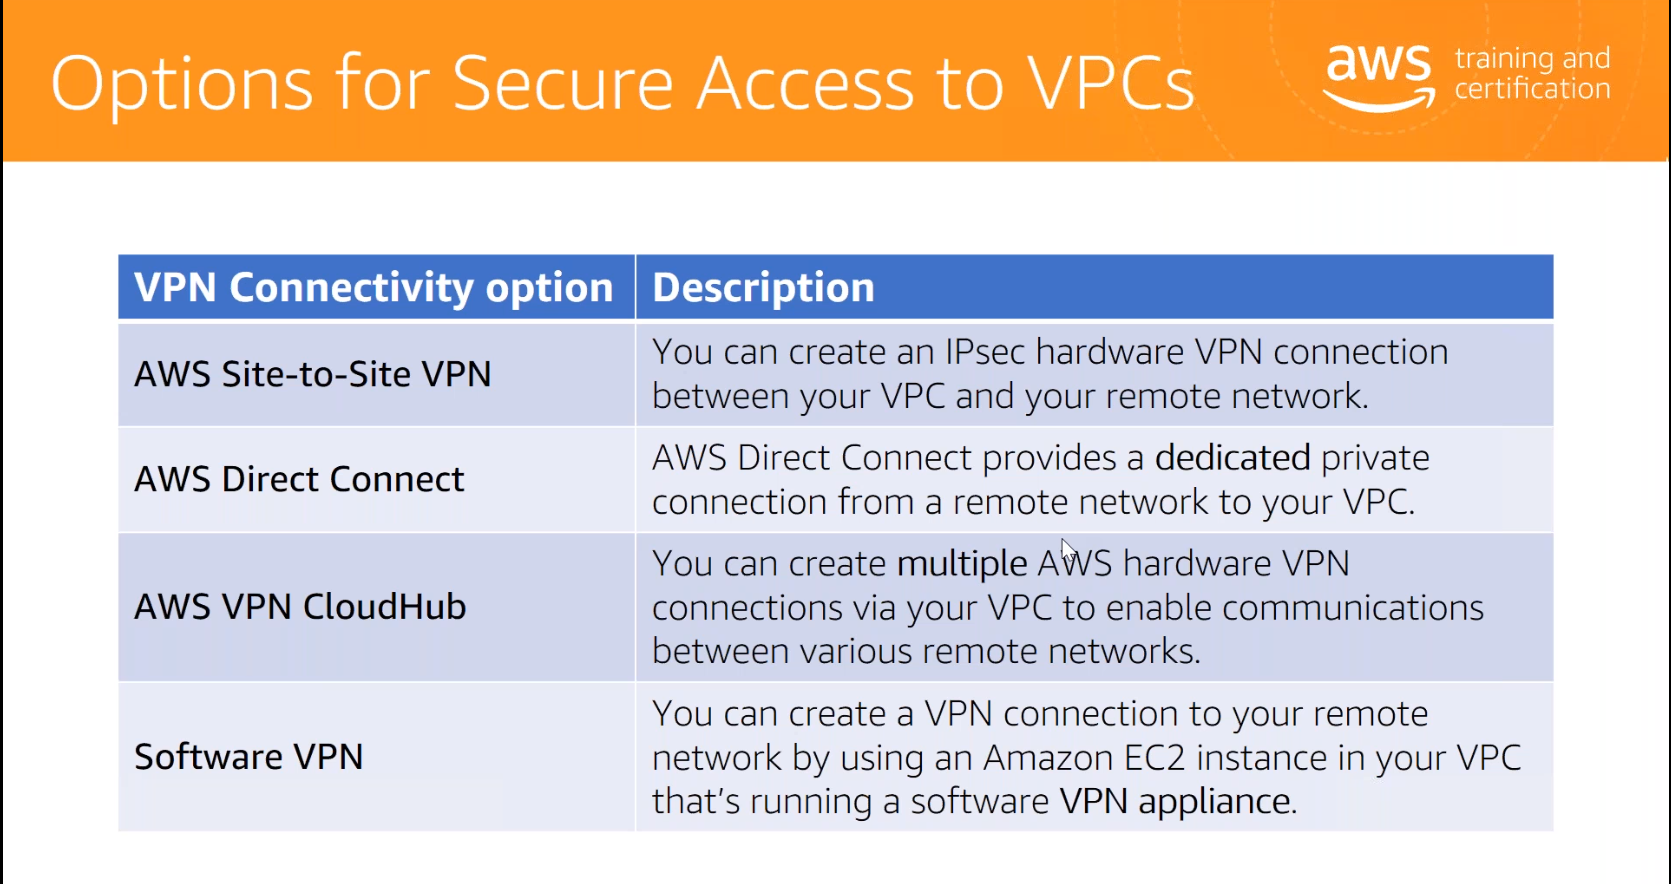 Options for Secure Access to VPCs
aws training and
certification
VPN Connectivity option
Description
AWS Site-to-Site VPN
You can create an IPsec hardware VPN connection
between your VPC and your remote network.
AWS Direct Connect
AWS Direct Connect provides a dedicated private
connection from a remote network to your VPC.
AWS VPN CloudHub
You can create multiple AWS hardware VPN
connections via your VPC to enable communications
between various remote networks.
Software VPN
You can create a VPN connection to your remote
network by using an Amazon EC2 instance in your VPC
that's running a software VPN appliance.